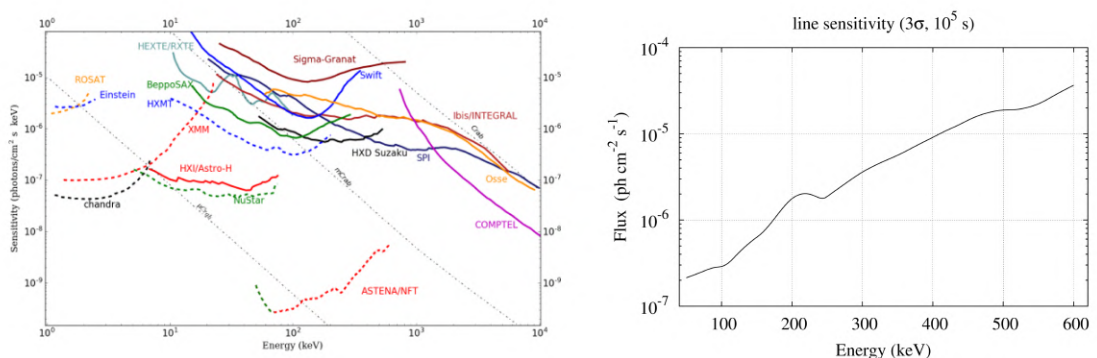 HEXTE/RXTE
Sigma-Granat
ROSAT
Einstein
BeppoSAX
HXMT
Swift
XMM
Ibis/INTEGRAL
Crab
HXD Suzaku
SPI
HXI/Astro-H
mCrab
Osse
chandra
NuStar
μCrab
COMPTEL
ASTENA/NFT
10^-5
10^-6
10^-7
10^-8
10^-9
10^-5
10^-6
10^-7
10^-8
10^-9
Sensitivity (photons/cm^2 s keV)
10^0 10^1 10^2 10^3 10^4
10^0 10^1 10^2 10^3 10^4
Energy (keV)
line sensitivity (3σ, 10^5 s)
10^-4
10^-5
10^-6
10^-7
Flux (ph cm^-2 s^-1)
100 200 300 400 500 600
Energy (keV)